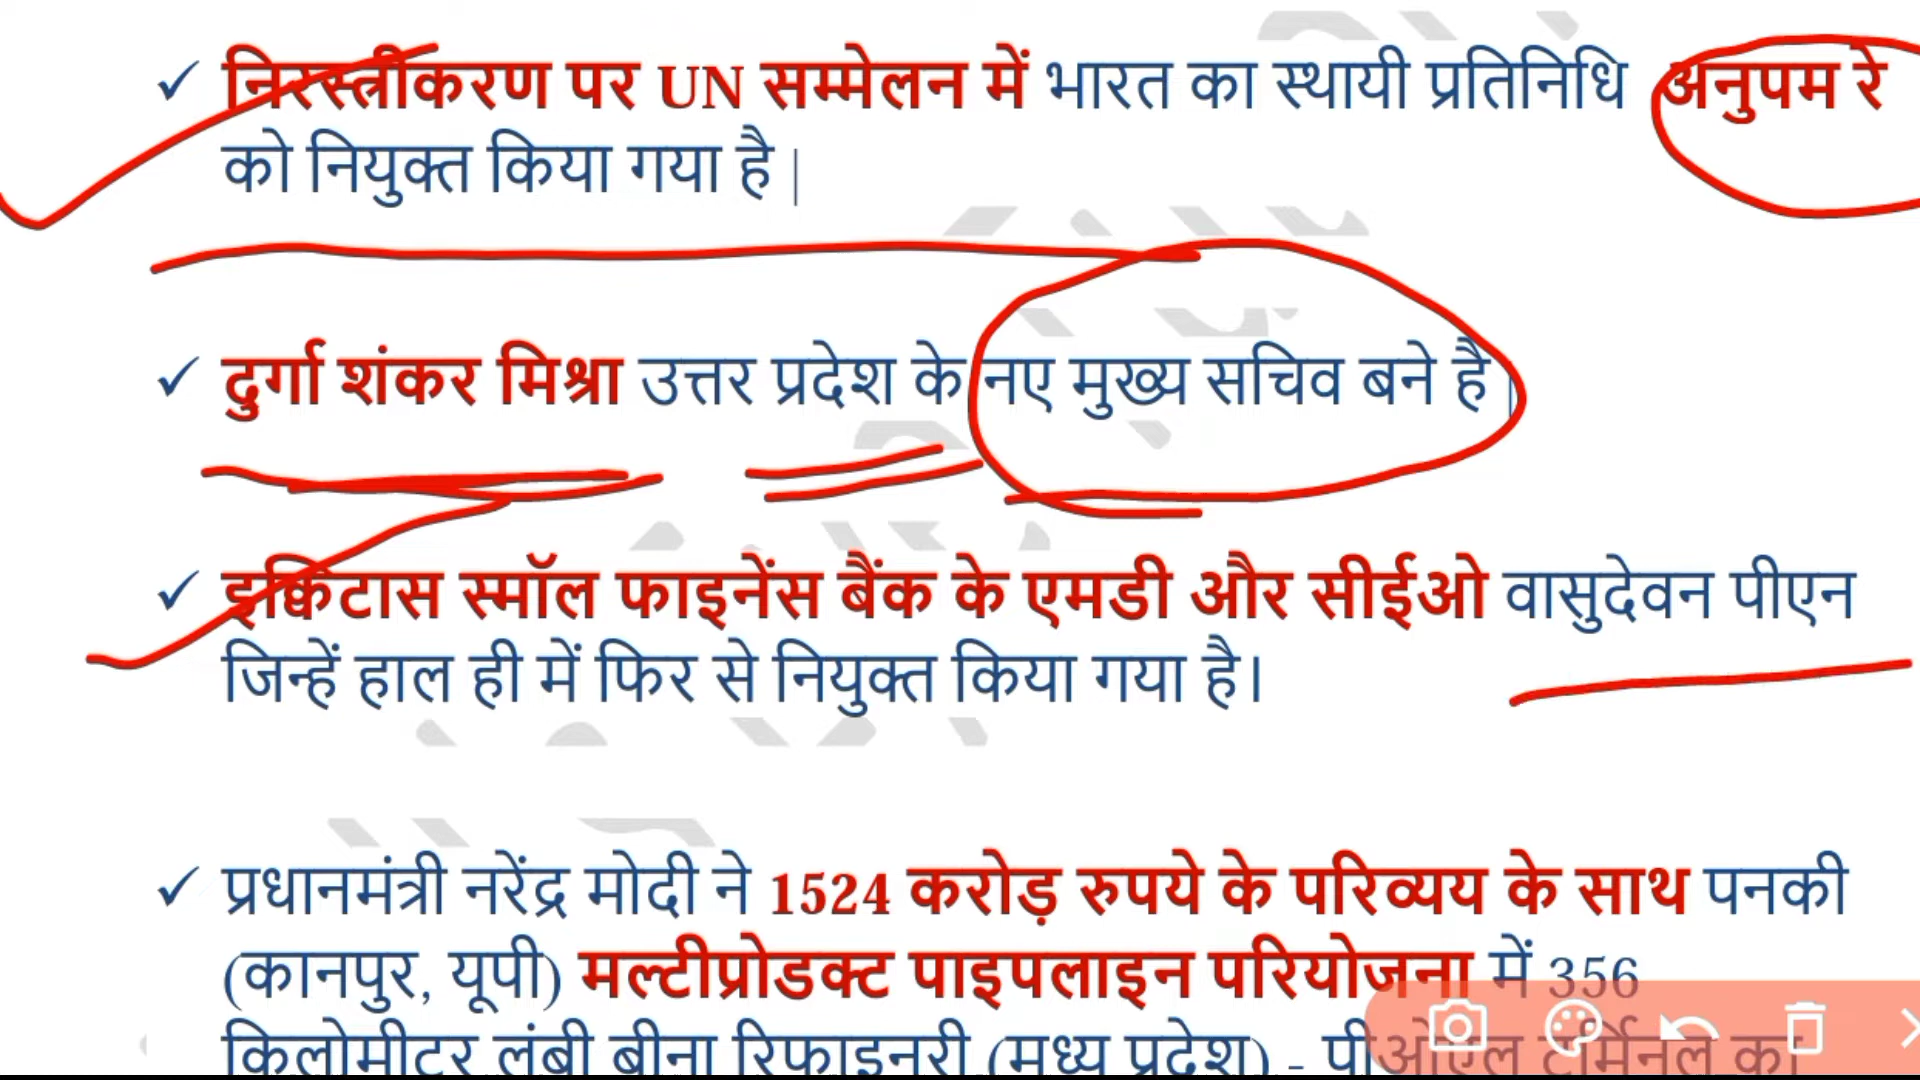 ✓ निरस्त्रीकरण पर UN सम्मेलन में भारत का स्थायी प्रतिनिधि अनुपम रे
को नियुक्त किया गया है |
✓ दुर्गा शंकर मिश्रा उत्तर प्रदेश के नए मुख्य सचिव बने है |
✓ इक्विटास स्मॉल फाइनेंस बैंक के एमडी और सीईओ वासुदेवन पीएन
जिन्हें हाल ही में फिर से नियुक्त किया गया है।
✓ प्रधानमंत्री नरेंद्र मोदी ने 1524 करोड़ रुपये के परिव्यय के साथ पनकी
(कानपुर, यूपी) मल्टीप्रोडक्ट पाइपलाइन परियोजना में 356
किलोमीटर लंबी बीना रिफाइनरी (मध्य प्रदेश) - पीओएल टर्मिनल का